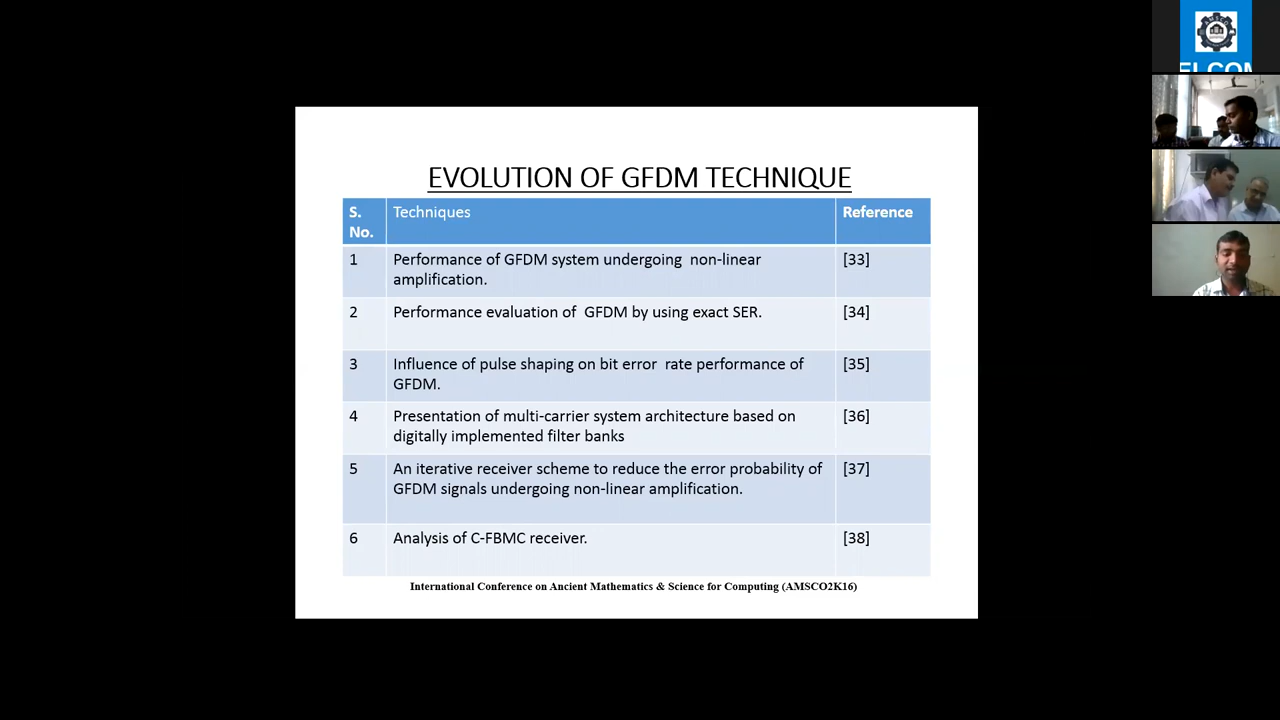 EVOLUTION OF GFDM TECHNIQUE
S. No.
Techniques
Reference
1
Performance of GFDM system undergoing non-linear
amplification.
[33]
2
Performance evaluation of GFDM by using exact SER.
[34]
3
Influence of pulse shaping on bit error rate performance of
GFDM.
[35]
4
Presentation of multi-carrier system architecture based on
digitally implemented filter banks
[36]
5
An iterative receiver scheme to reduce the error probability of
GFDM signals undergoing non-linear amplification.
[37]
6
Analysis of C-FBMC receiver.
[38]
International Conference on Ancient Mathematics & Science for Computing (AMSCO2K16)
AMSCO